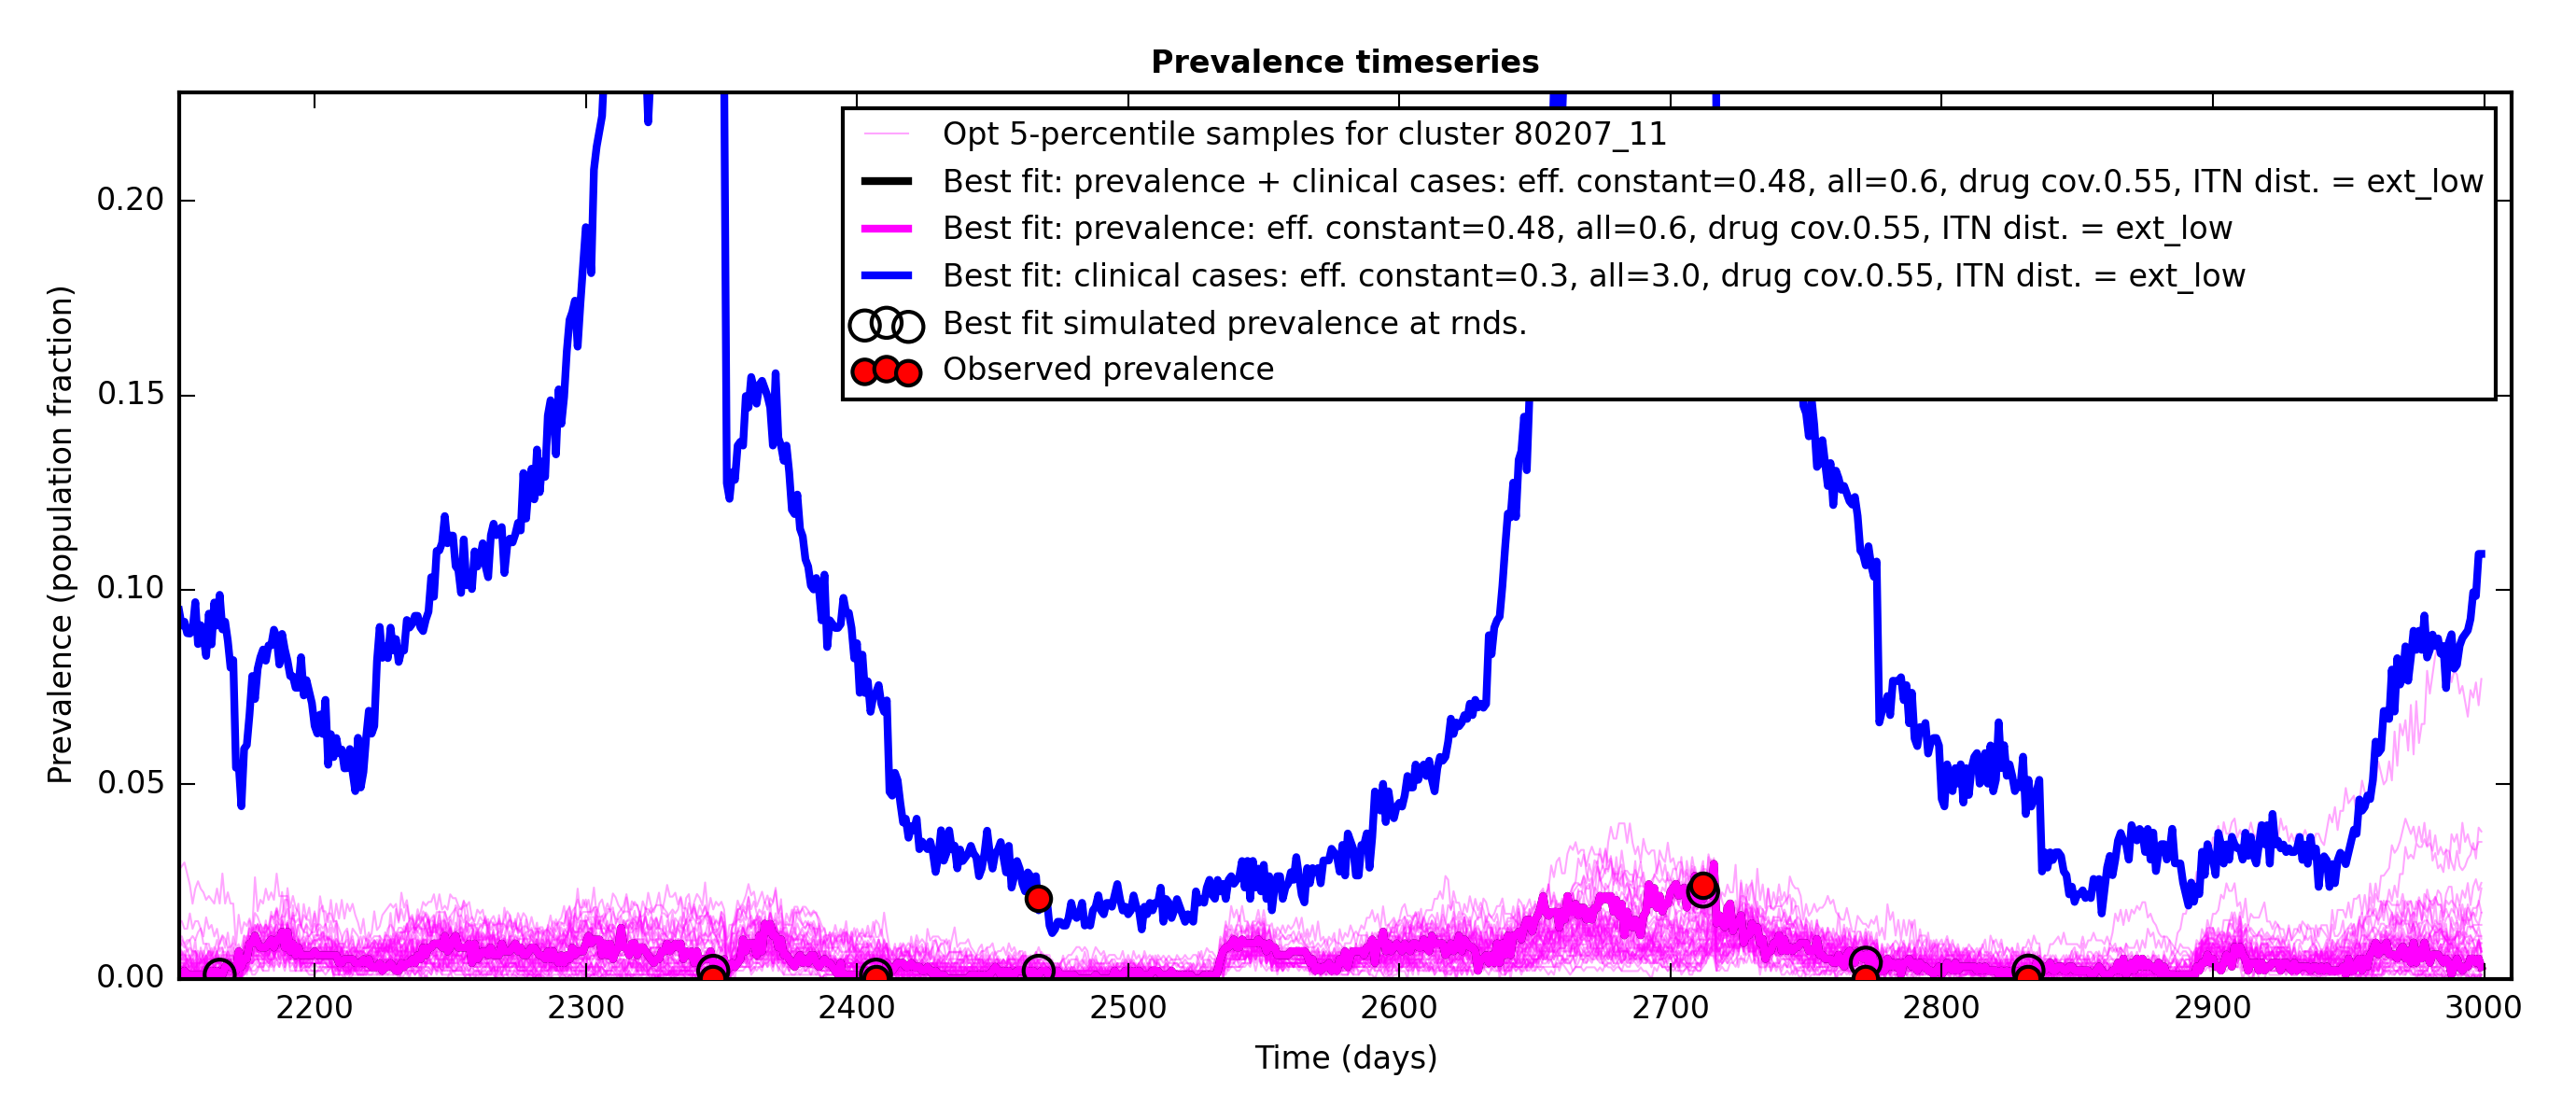 Prevalence timeseries
Opt 5-percentile samples for cluster 80207_11
Best fit: prevalence + clinical cases: eff. constant=0.48, all=0.6, drug cov.0.55, ITN dist. = ext_low
Best fit: prevalence: eff. constant=0.48, all=0.6, drug cov.0.55, ITN dist. = ext_low
Best fit: clinical cases: eff. constant=0.3, all=3.0, drug cov.0.55, ITN dist. = ext_low
Best fit simulated prevalence at rnds.
Observed prevalence
Prevalence (population fraction)
0.20
0.15
0.10
0.05
0.00
2200 2300 2400 2500 2600 2700 2800 2900 3000
Time (days)